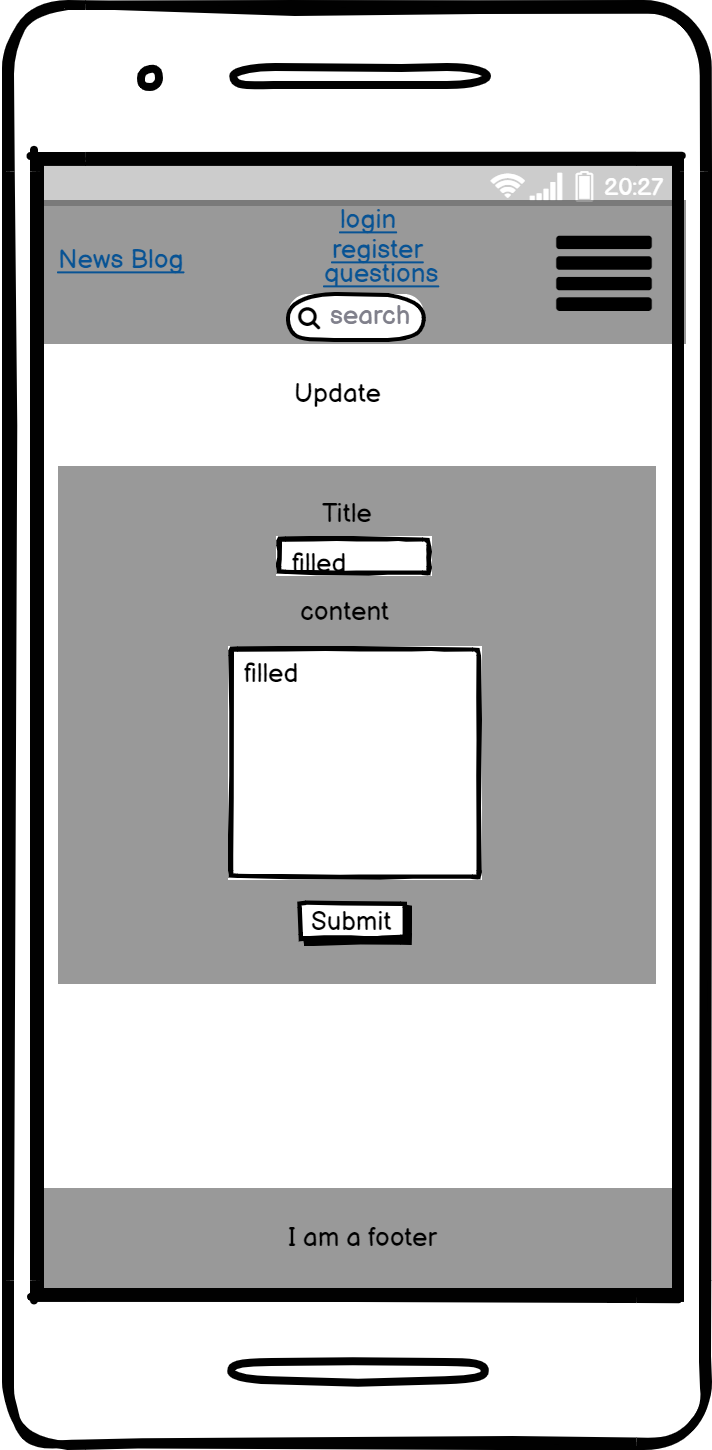 20:27
login
News Blog
register
questions
search
Update
Title
filled
content
filled
Submit
I am a footer